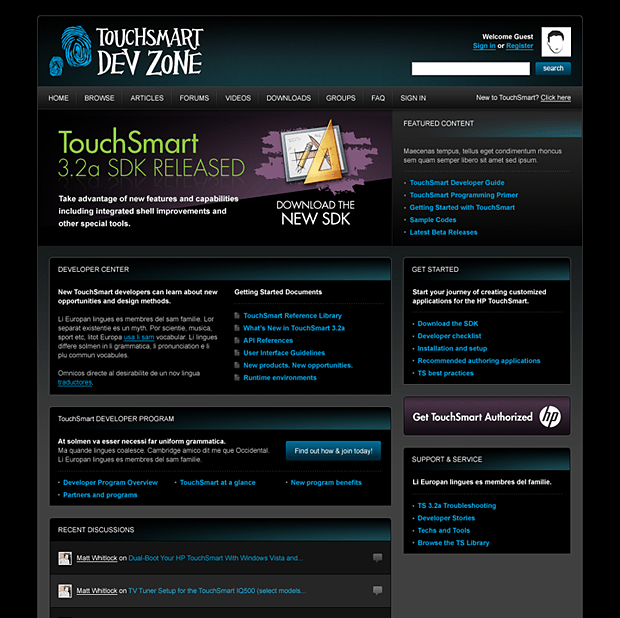 TOUCHSMART
DEV ZONE
Welcome Guest
Sign in or Register
search
HOME BROWSE ARTICLES FORUMS VIDEOS DOWNLOADS GROUPS FAQ SIGN IN New to TouchSmart? Click here
TouchSmart
3.2a SDK RELEASED
Take advantage of new features and capabilities
including integrated shell improvements and
other special tools.
DOWNLOAD THE
NEW SDK
FEATURED CONTENT
Maecenas tempus, tellus eget condimentum rhoncus
sem quam semper libero sit amet sed ipsum.
TouchSmart Developer Guide
TouchSmart Programming Primer
Getting Started with TouchSmart
Sample Codes
Latest Beta Releases
DEVELOPER CENTER
New TouchSmart developers can learn about new
opportunities and design methods.
Li Europan lingues es membres del sam familie. Lor
separat existentie es un myth. Por scientie, musica,
sport etc, litot Europa usa li sam vocabular. Li lingues
differe solmen in li grammatica, li pronunciation e li
plu commun vocabules.
Omnicos directe al desirabilite de un nov lingua
traductores.
Getting Started Documents
TouchSmart Reference Library
What's New in TouchSmart 3.2a
API References
User Interface Guidelines
New products. New opportunities.
Runtime environments
GET STARTED
Start your journey of creating customized
applications for the HP TouchSmart.
Download the SDK
Developer checklist
Installation and setup
Recommended authoring applications
TS best practices
TouchSmart DEVELOPER PROGRAM
At solmen va esser necessi far uniform grammatica.
Ma quande lingues coalesce. Cambridge amico dit me que Occidental.
Li Europan lingues es membres del sam familie.
Find out how & join today!
Developer Program Overview
TouchSmart at a glance
New program benefits
Partners and programs
Get TouchSmart Authorized hp
SUPPORT & SERVICE
Li Europan lingues es membres del familie.
TS 3.2a Troubleshooting
Developer Stories
Techs and Tools
Browse the TS Library
RECENT DISCUSSIONS
Matt Whitlock on Dual-Boot Your HP TouchSmart With Windows Vista and...
Matt Whitlock on TV Tuner Setup for the TouchSmart IQ500 (select models...